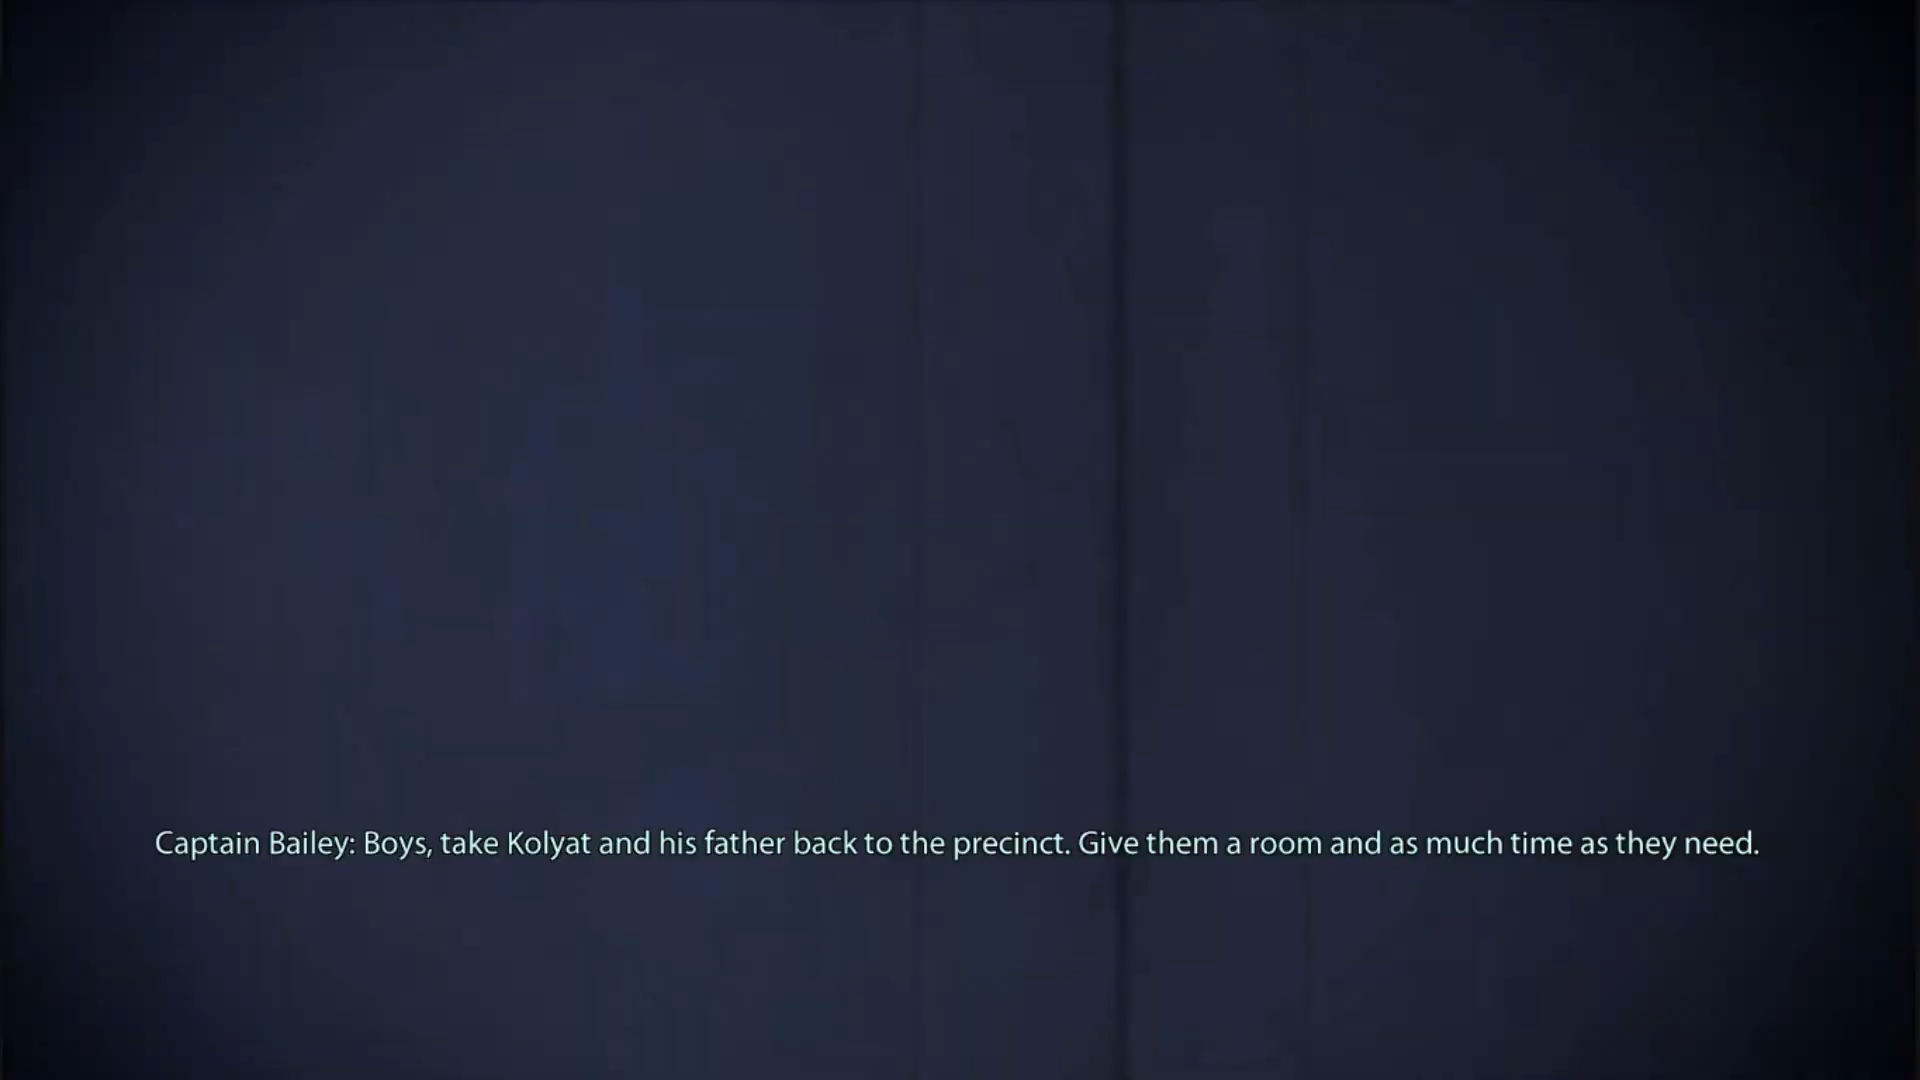 Captain Bailey: Boys, take Kolyat and his father back to the precinct. Give them a room and as much time as they need.